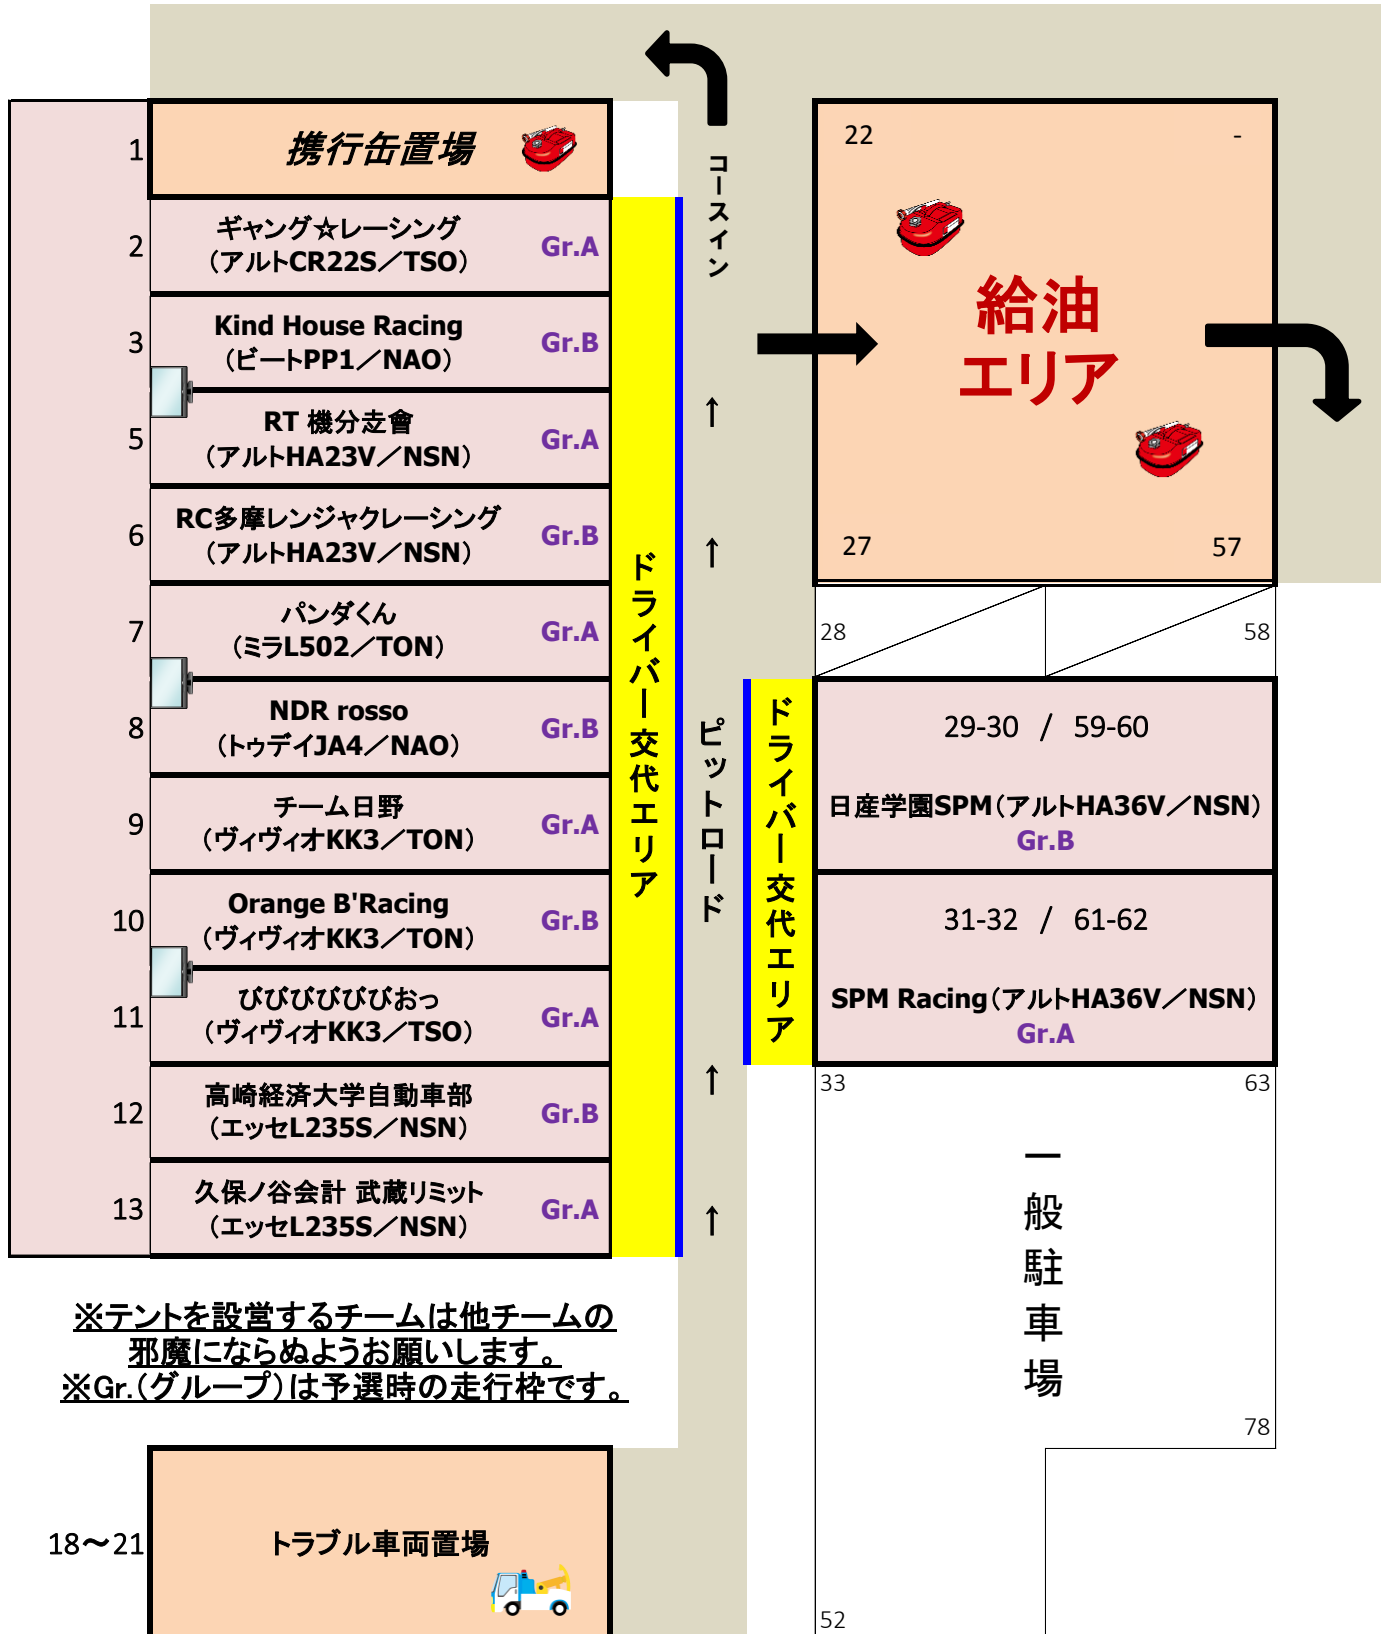 1
携行缶置場
2
ギャング☆レーシング
(アルトCR22S／TSO)
Gr.A
3
Kind House Racing
(ビートPP1／NAO)
Gr.B
5
RT 機分走會
(アルトHA23V／NSN)
Gr.A
6
RC多摩レンジャクレーシング
(アルトHA23V／NSN)
Gr.B
7
パンダくん
(ミラL502／TON)
Gr.A
8
NDR rosso
(トゥデイJA4／NAO)
Gr.B
9
チーム日野
(ヴィヴィオKK3／TON)
Gr.A
10
Orange B'Racing
(ヴィヴィオKK3／TON)
Gr.B
11
びびびびびびおっ
(ヴィヴィオKK3／TSO)
Gr.A
12
高崎経済大学自動車部
(エッセL235S／NSN)
Gr.B
13
久保ノ谷会計 武蔵リミット
(エッセL235S／NSN)
Gr.A
ドライバー交代エリア
コースイン
↑
↑
ピットロード
↑
↑
ドライバー交代エリア
22
-
給油
エリア
27
57
28
58
29-30 / 59-60
日産学園SPM(アルトHA36V／NSN)
Gr.B
31-32 / 61-62
SPM Racing(アルトHA36V／NSN)
Gr.A
33
63
一般駐車場
78
52
※テントを設営するチームは他チームの
邪魔にならぬようお願いします。
※Gr.(グループ)は予選時の走行枠です。
18～21
トラブル車両置場